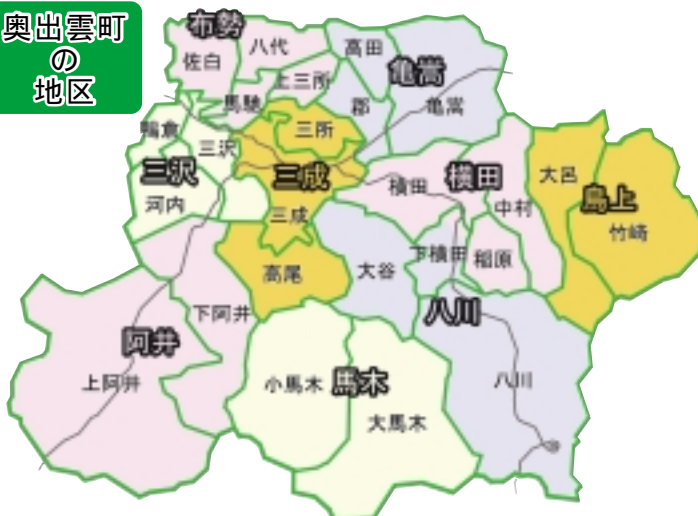 奥出雲町
の
地区
布勢
佐白
八代
高田
亀嵩
上三所
馬馳
郡
亀嵩
鴨倉
三所
三沢
三沢
三成
横田
横田
大呂
鳥上
河内
三成
中村
竹崎
高尾
大谷
下横田
稲原
下阿井
八川
阿井
上阿井
小馬木
馬木
八川
大馬木